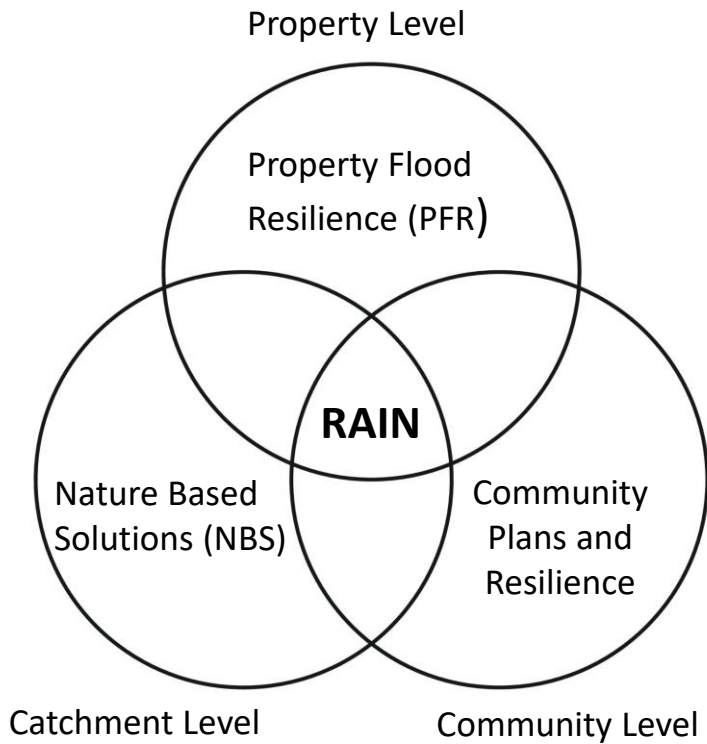 Property Level
Property Flood
Resilience (PFR)
RAIN
Nature Based
Solutions (NBS)
Community
Plans and
Resilience
Catchment Level
Community Level